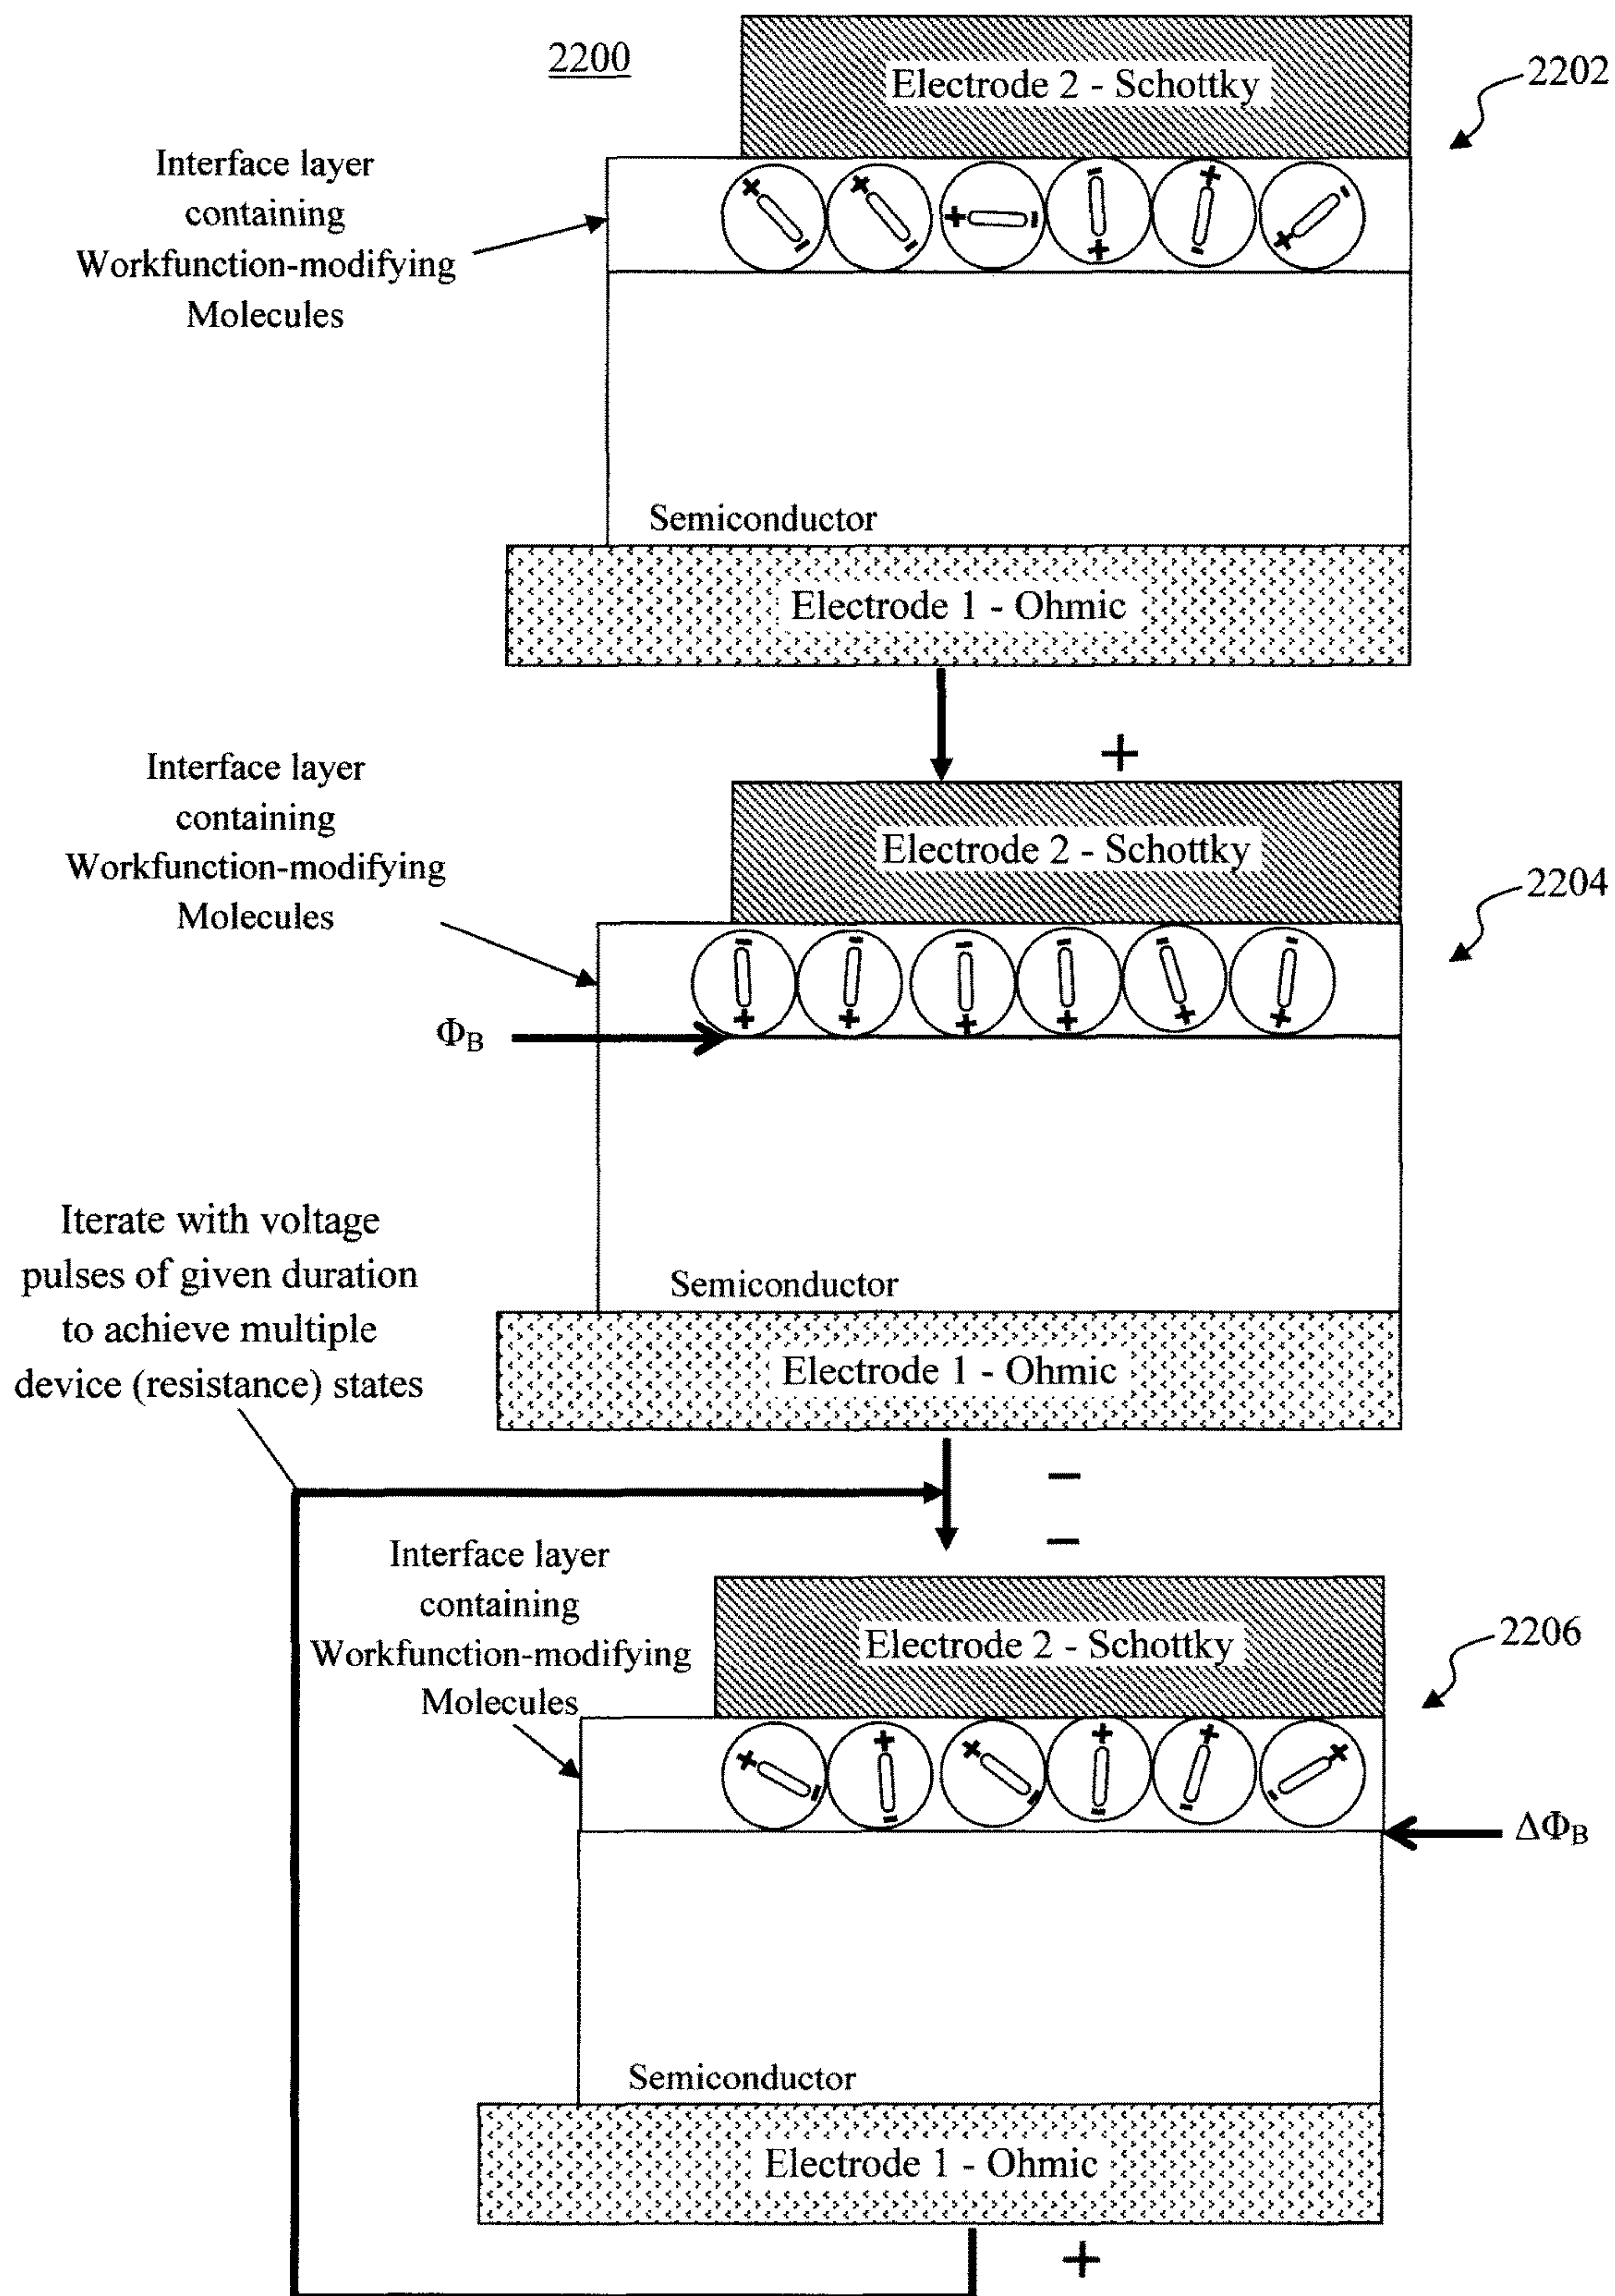 2200
Electrode 2 - Schottky
2202
Interface layer
containing
Workfunction-modifying
Molecules
+ - + - + - - + + - - +
Semiconductor
Electrode 1 - Ohmic
+
Interface layer
containing
Workfunction-modifying
Molecules
Electrode 2 - Schottky
2204
- + - + - + - + - + - +
ΦB
Semiconductor
Electrode 1 - Ohmic
-
Iterate with voltage
pulses of given duration
to achieve multiple
device (resistance) states
-
Interface layer
containing
Workfunction-modifying
Molecules
Electrode 2 - Schottky
2206
+ - + - + - + - + - + -
ΔΦB
Semiconductor
Electrode 1 - Ohmic
+